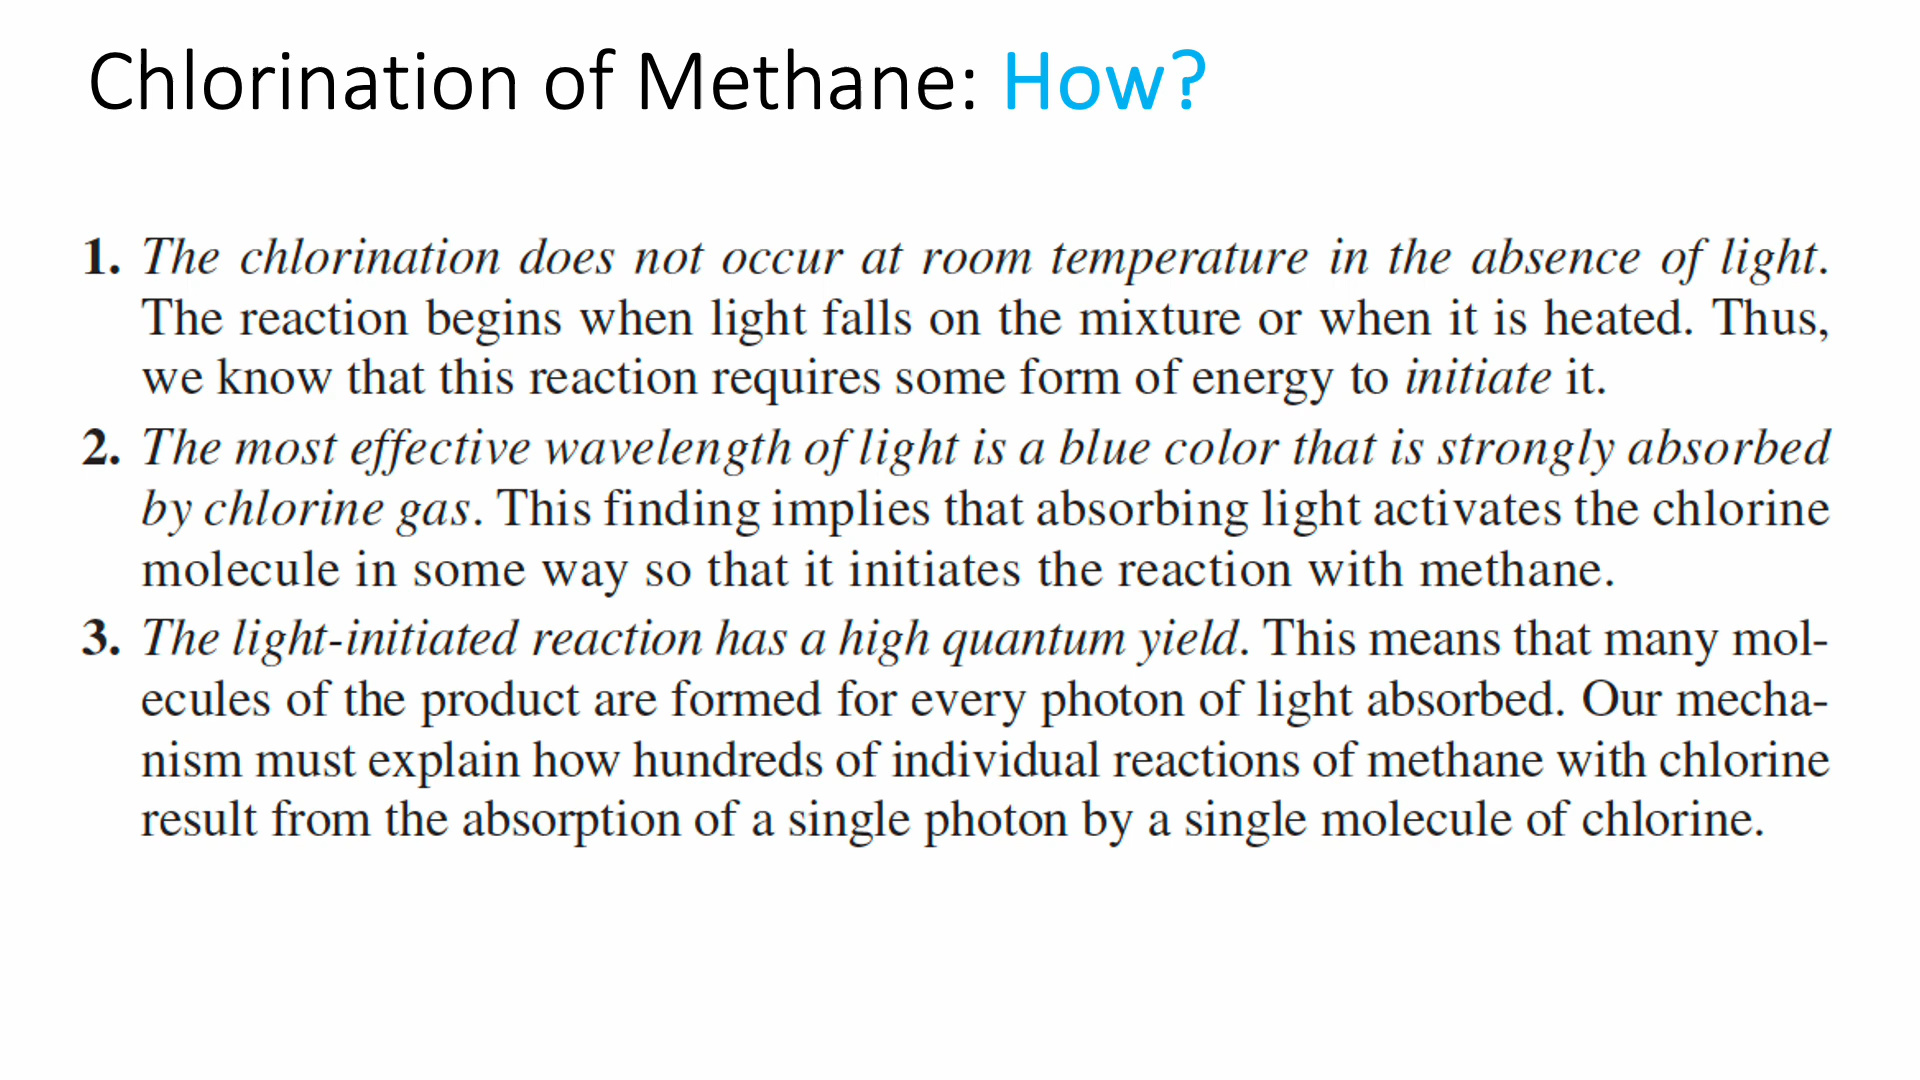 Chlorination of Methane: How?
1. The chlorination does not occur at room temperature in the absence of light.
The reaction begins when light falls on the mixture or when it is heated. Thus,
we know that this reaction requires some form of energy to initiate it.
2. The most effective wavelength of light is a blue color that is strongly absorbed
by chlorine gas. This finding implies that absorbing light activates the chlorine
molecule in some way so that it initiates the reaction with methane.
3. The light-initiated reaction has a high quantum yield. This means that many mol-
ecules of the product are formed for every photon of light absorbed. Our mecha-
nism must explain how hundreds of individual reactions of methane with chlorine
result from the absorption of a single photon by a single molecule of chlorine.